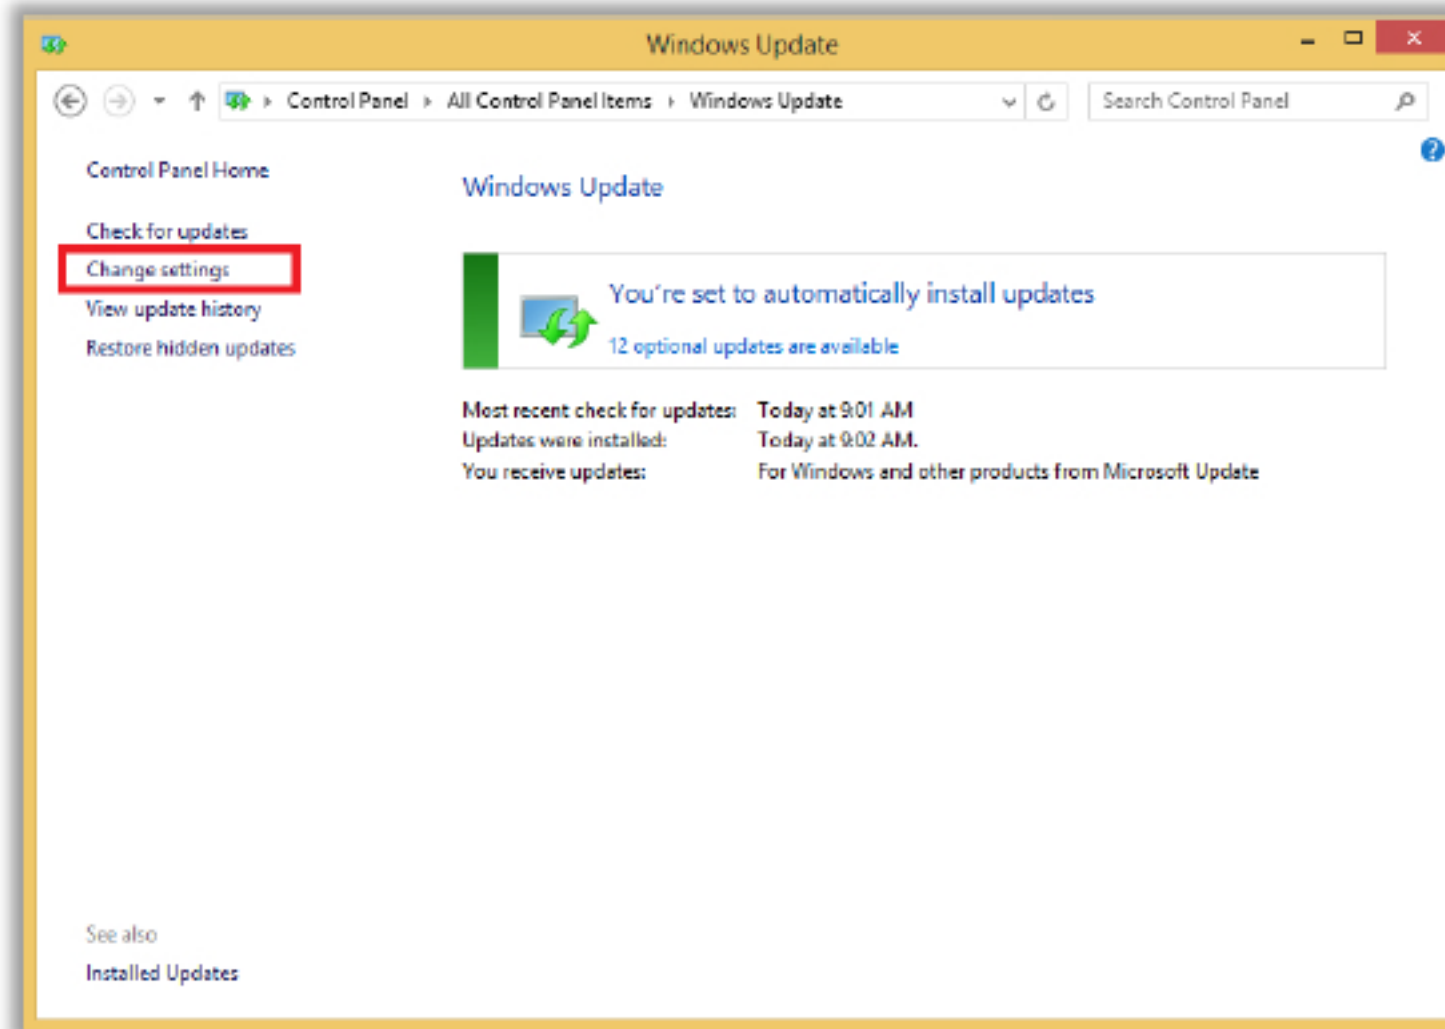 Windows Update
Control Panel All Control Panel Items Windows Update Search Control Panel
?
Control Panel Home
Check for updates
Change settings
View update history
Restore hidden updates
Windows Update
You're set to automatically install updates
12 optional updates are available
Most recent check for updates: Today at 9:01 AM
Updates were installed: Today at 9:02 AM.
You receive updates: For Windows and other products from Microsoft Update
See also
Installed Updates